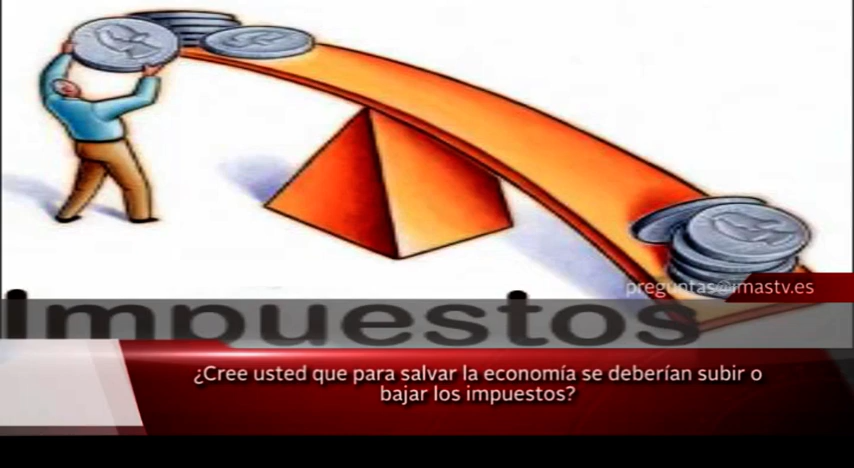 preguntas@imastv.es
Impuestos
¿Cree usted que para salvar la economía se deberían subir o
bajar los impuestos?